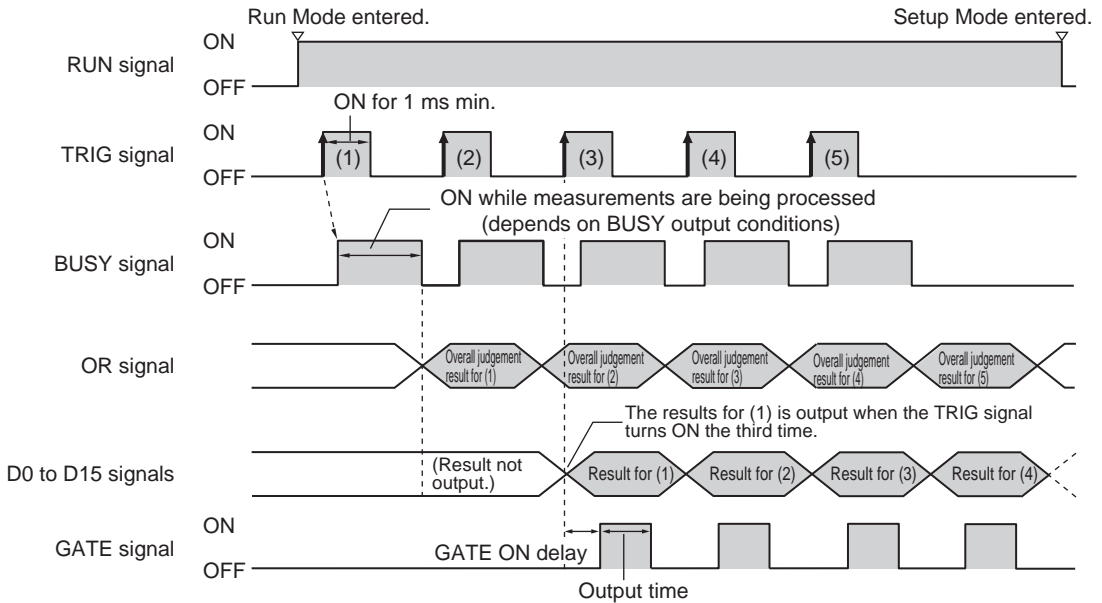 Run Mode entered.
Setup Mode entered.
RUN signal
ON
OFF
ON for 1 ms min.
TRIG signal
ON
OFF
(1)
(2)
(3)
(4)
(5)
ON while measurements are being processed
(depends on BUSY output conditions)
BUSY signal
ON
OFF
OR signal
Overall judgement
result for (1)
Overall judgement
result for (2)
Overall judgement
result for (3)
Overall judgement
result for (4)
Overall judgement
result for (5)
The results for (1) is output when the TRIG signal
turns ON the third time.
D0 to D15 signals
(Result not
output.)
Result for (1)
Result for (2)
Result for (3)
Result for (4)
GATE signal
ON
OFF
GATE ON delay
Output time